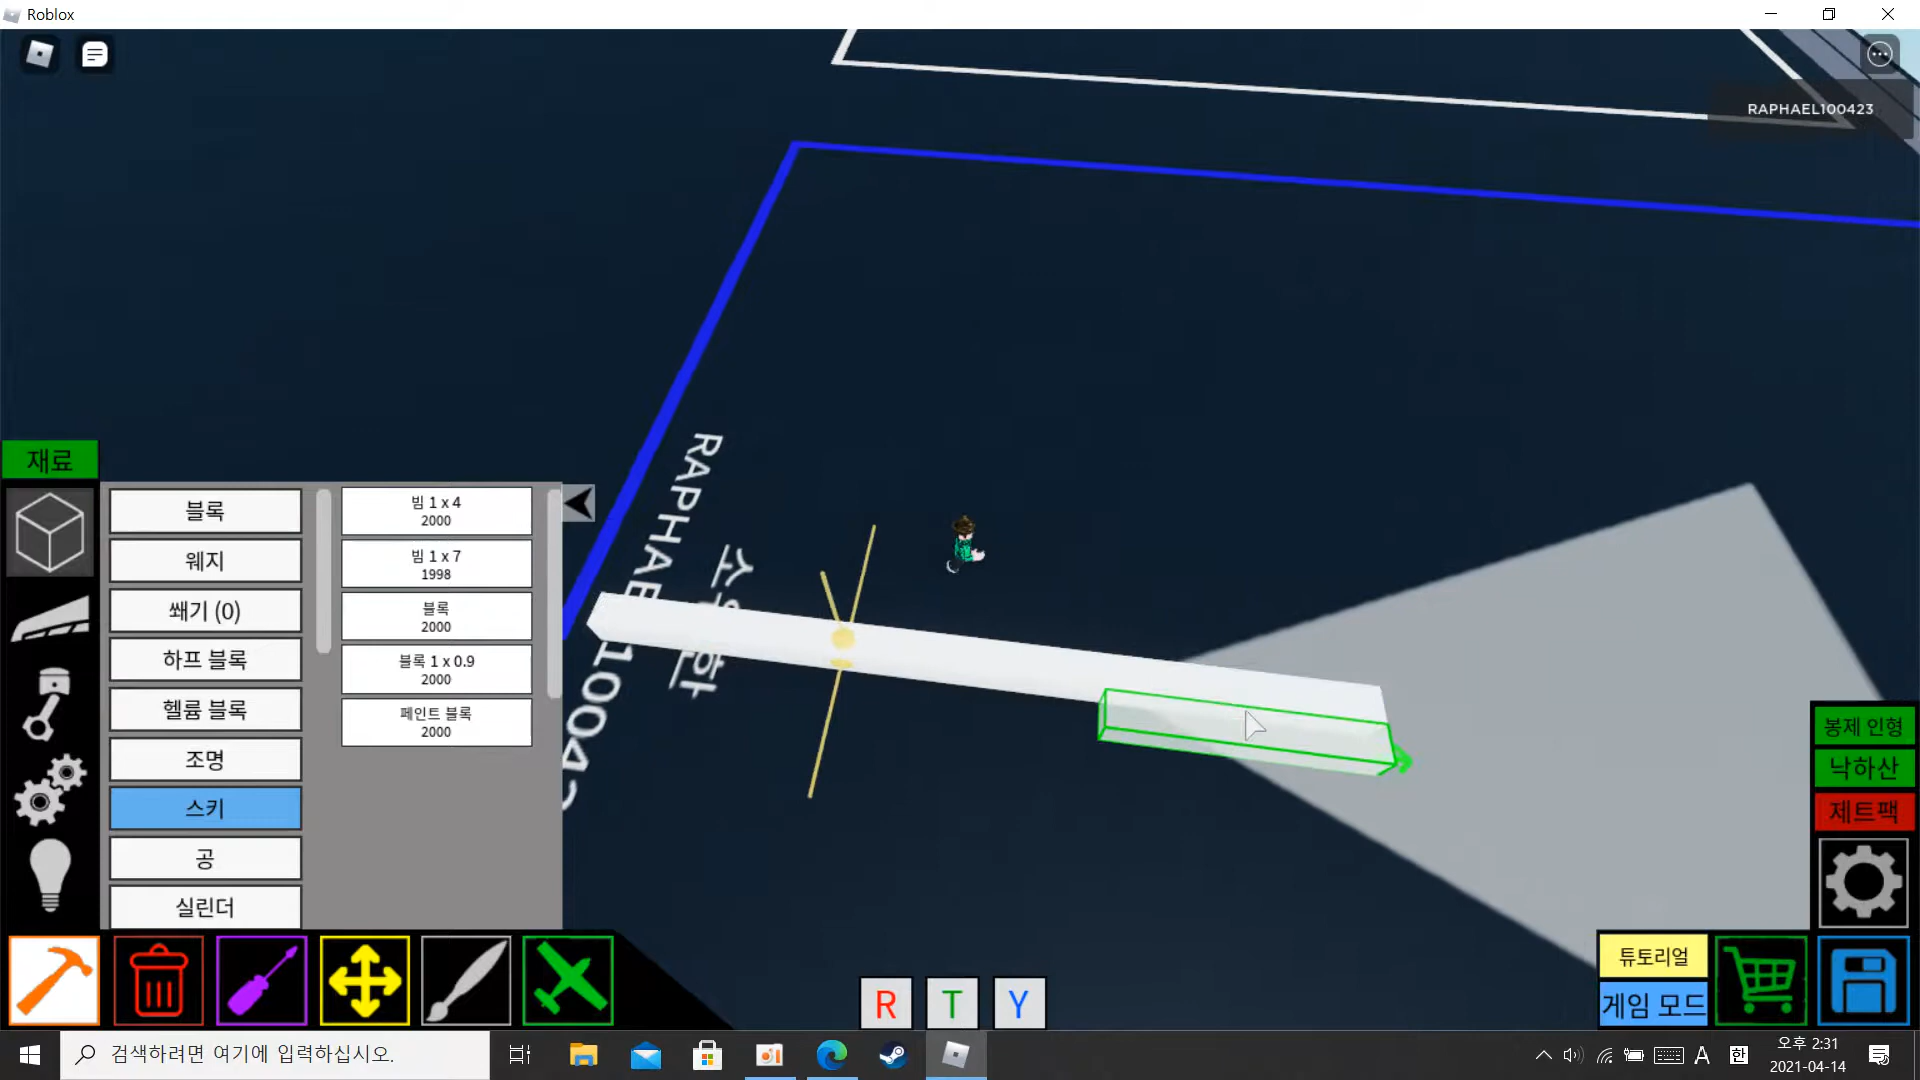 Roblox
RAPHAEL100423
RAPHAE
10042
재료
블록
웨지
쐐기 (0)
하프 블록
헬륨 블록
조명
스키
공
실린더
빔 1 x 4
2000
빔 1 x 7
1998
블록
2000
블록 1 x 0.9
2000
페인트 블록
2000
봉제 인형
낙하산
제트팩
튜토리얼
게임 모드
R T Y
검색하려면 여기에 입력하십시오.
A 한
오후 2:31
2021-04-14